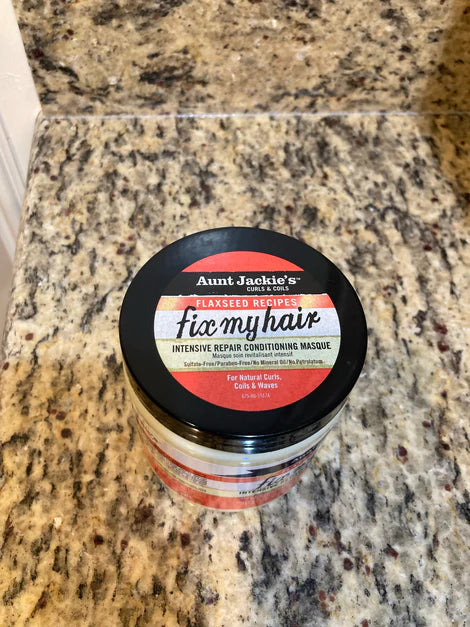 Aunt Jackie's™
CURLS & COILS
FLAXSEED RECIPES
fix my hair
INTENSIVE REPAIR CONDITIONING MASQUE
Masque soin revitalisant intensif
Sulfate-Free/Paraben-Free/No Mineral Oil/No Petrolatum
For Natural Curls,
Coils & Waves